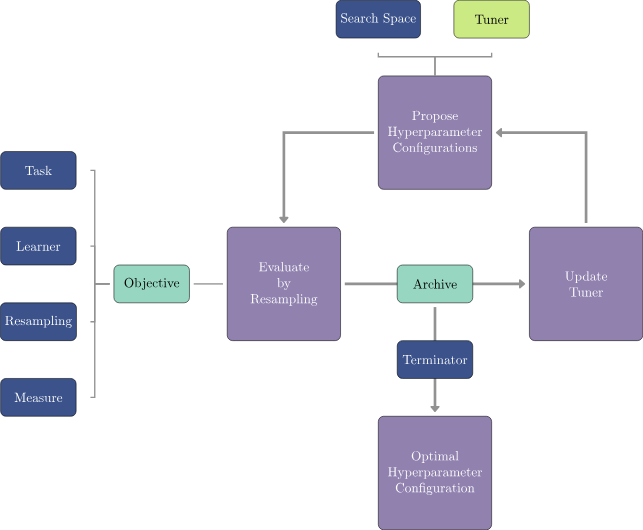 Search Space
Tuner
Propose
Hyperparameter
Configurations
Task
Learner
Resampling
Measure
Objective
Evaluate
by
Resampling
Archive
Update
Tuner
Terminator
Optimal
Hyperparameter
Configuration